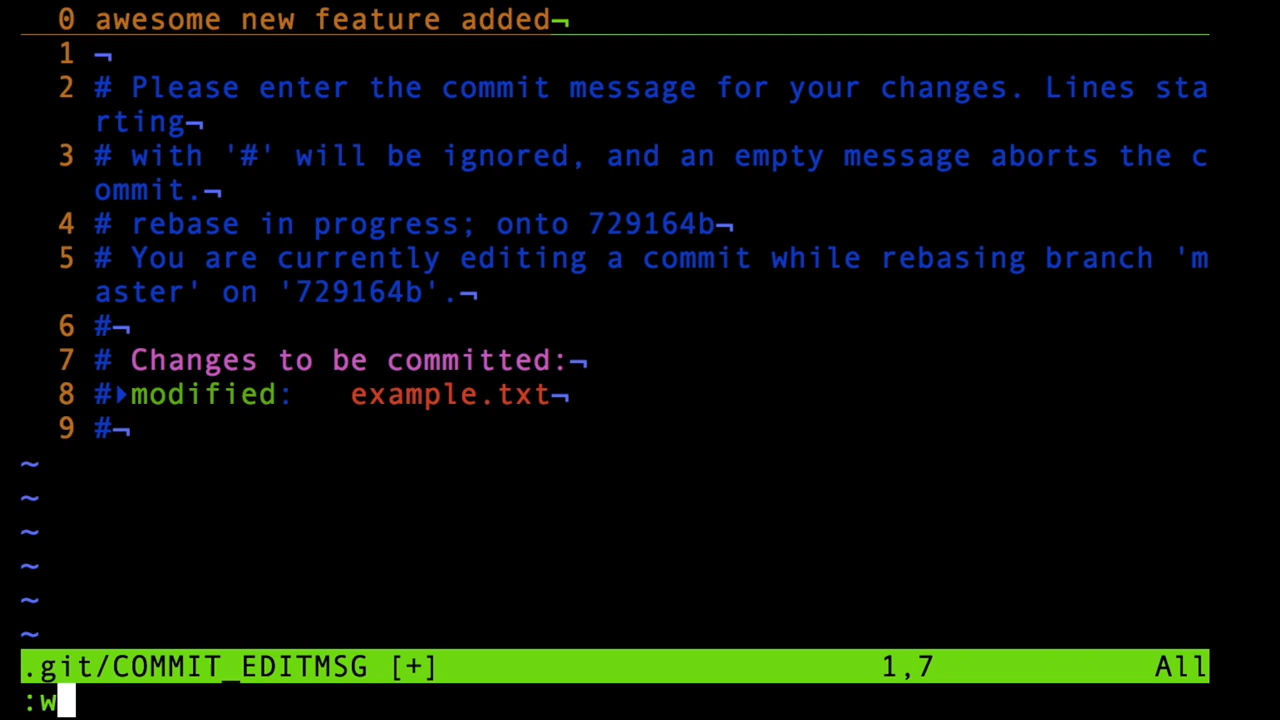 0 awesome new feature added¬
1 ¬
2 # Please enter the commit message for your changes. Lines sta
rting¬
3 # with '#' will be ignored, and an empty message aborts the c
ommit.¬
4 # rebase in progress; onto 729164b¬
5 # You are currently editing a commit while rebasing branch 'm
aster' on '729164b'.¬
6 #¬
7 # Changes to be committed:¬
8 #▸modified:   example.txt¬
9 #¬
~
~
~
~
~
~
.git/COMMIT_EDITMSG [+] 1,7 All
:w